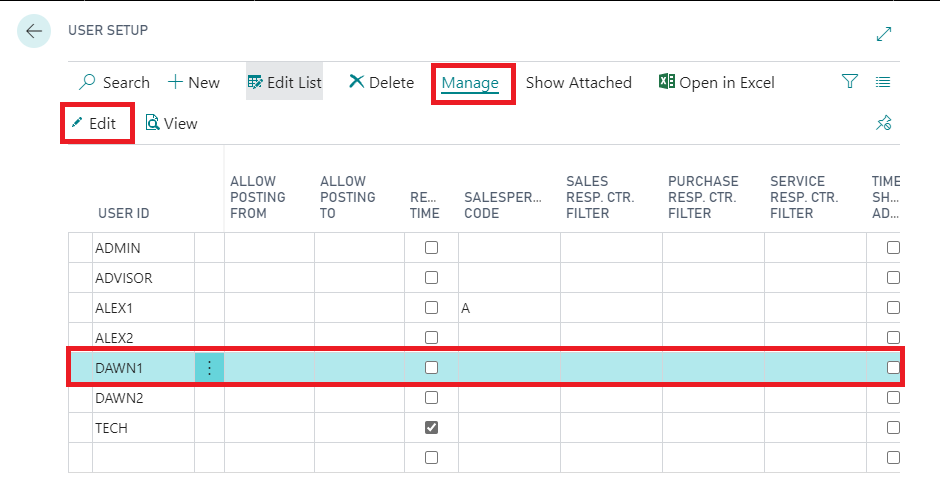 USER SETUP
Search New Edit List Delete Manage Show Attached Open in Excel
Edit View
ALLOW ALLOW SALES PURCHASE SERVICE TIME
POSTING POSTING RE... SALESPER... RESP. CTR. RESP. CTR. RESP. CTR. SH...
USER ID FROM TO TIME CODE FILTER FILTER FILTER AD...
ADMIN
ADVISOR
ALEX1 A
ALEX2
DAWN1
DAWN2
TECH